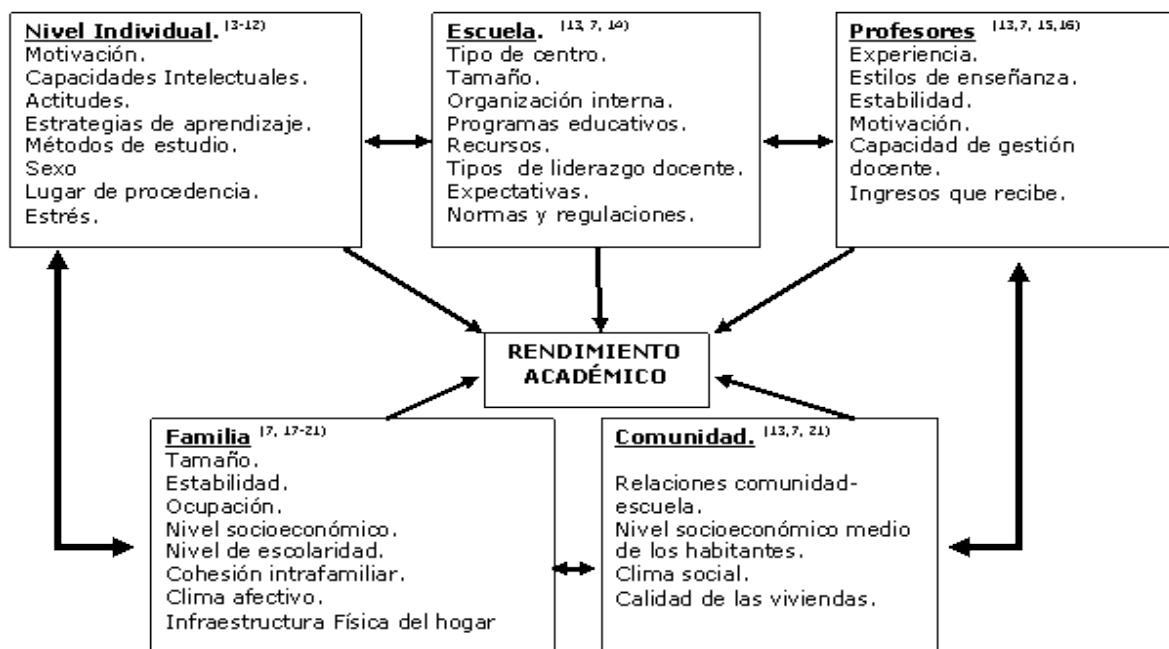 Nivel Individual. (3-12)
Motivación.
Capacidades Intelectuales.
Actitudes.
Estrategias de aprendizaje.
Métodos de estudio.
Sexo
Lugar de procedencia.
Estrés.
Escuela. (13, 7, 14)
Tipo de centro.
Tamaño.
Organización interna.
Programas educativos.
Recursos.
Tipos de liderazgo docente.
Expectativas.
Normas y regulaciones.
Profesores (13,7, 15,16)
Experiencia.
Estilos de enseñanza.
Estabilidad.
Motivación.
Capacidad de gestión
docente.
Ingresos que recibe.
RENDIMIENTO
ACADÉMICO
Familia (7, 17-21)
Tamaño.
Estabilidad.
Ocupación.
Nivel socioeconómico.
Nivel de escolaridad.
Cohesión intrafamiliar.
Clima afectivo.
Infraestructura Física del hogar
Comunidad. (13,7, 21)
Relaciones comunidad-
escuela.
Nivel socioeconómico medio
de los habitantes.
Clima social.
Calidad de las viviendas.